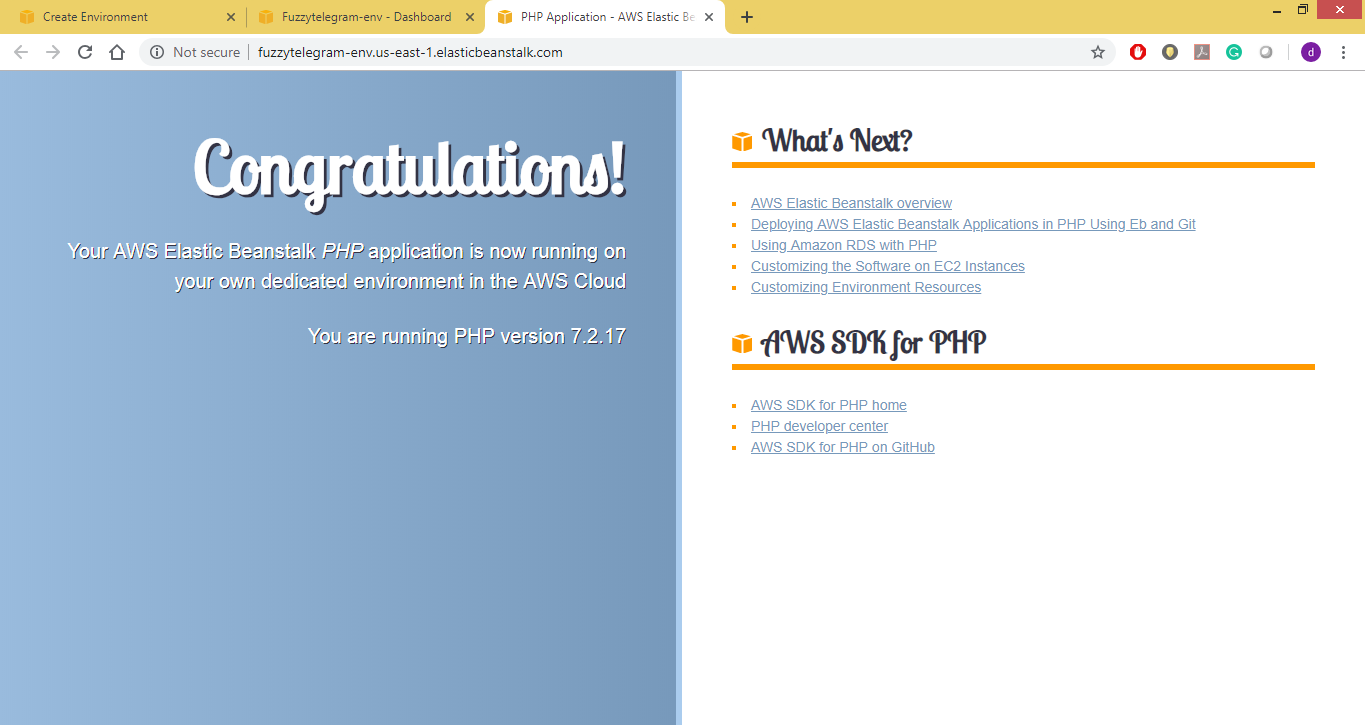 Create Environment
Fuzzytelegram-env - Dashboard
PHP Application - AWS Elastic Be
Not secure
fuzzytelegram-env.us-east-1.elasticbeanstalk.com
d
Congratulations!
Your AWS Elastic Beanstalk PHP application is now running on
your own dedicated environment in the AWS Cloud
You are running PHP version 7.2.17
What's Next?
AWS Elastic Beanstalk overview
Deploying AWS Elastic Beanstalk Applications in PHP Using Eb and Git
Using Amazon RDS with PHP
Customizing the Software on EC2 Instances
Customizing Environment Resources
AWS SDK for PHP
AWS SDK for PHP home
PHP developer center
AWS SDK for PHP on GitHub